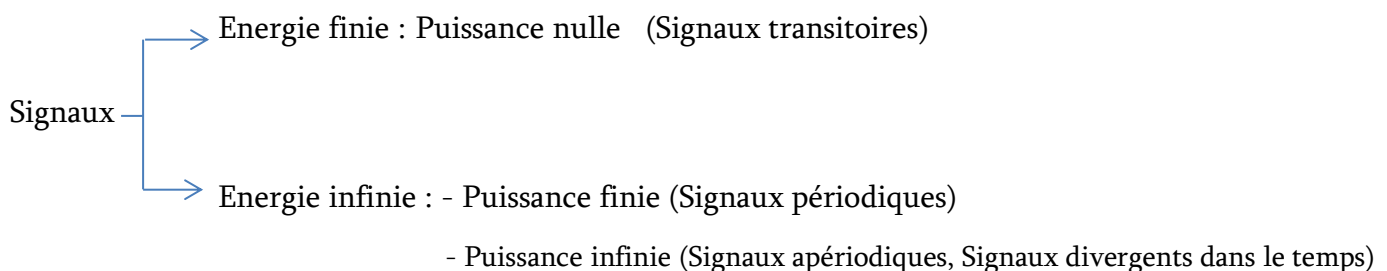 Energie finie : Puissance nulle (Signaux transitoires)
Signaux
Energie infinie : - Puissance finie (Signaux périodiques)
- Puissance infinie (Signaux apériodiques, Signaux divergents dans le temps)